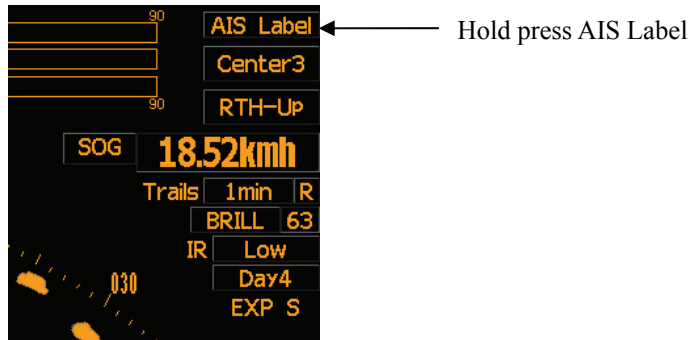 90
AIS Label
Hold press AIS Label
Center3
90
RTH-Up
SOG 18.52kmh
Trails 1min R
BRILL 63
IR Low
030
Day4
EXP S